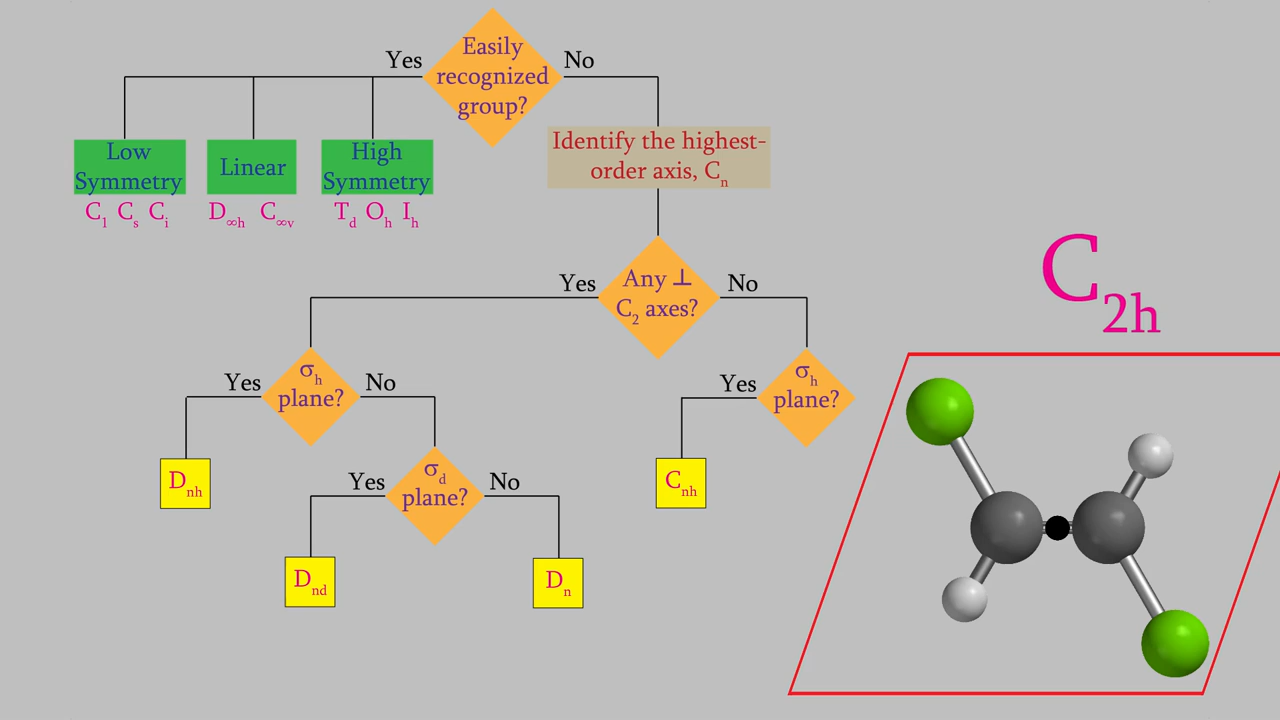 Easily
recognized
group?
Yes
No
Low
Symmetry
Linear
High
Symmetry
C₁ Cₛ Cᵢ
D∞h C∞v
Td Oh Ih
Identify the highest-
order axis, Cn
Any ⊥
C₂ axes?
Yes
No
σh
plane?
Yes
No
σh
plane?
Yes
Dnh
σd
plane?
Yes
No
Cnh
Dnd
Dn
C2h